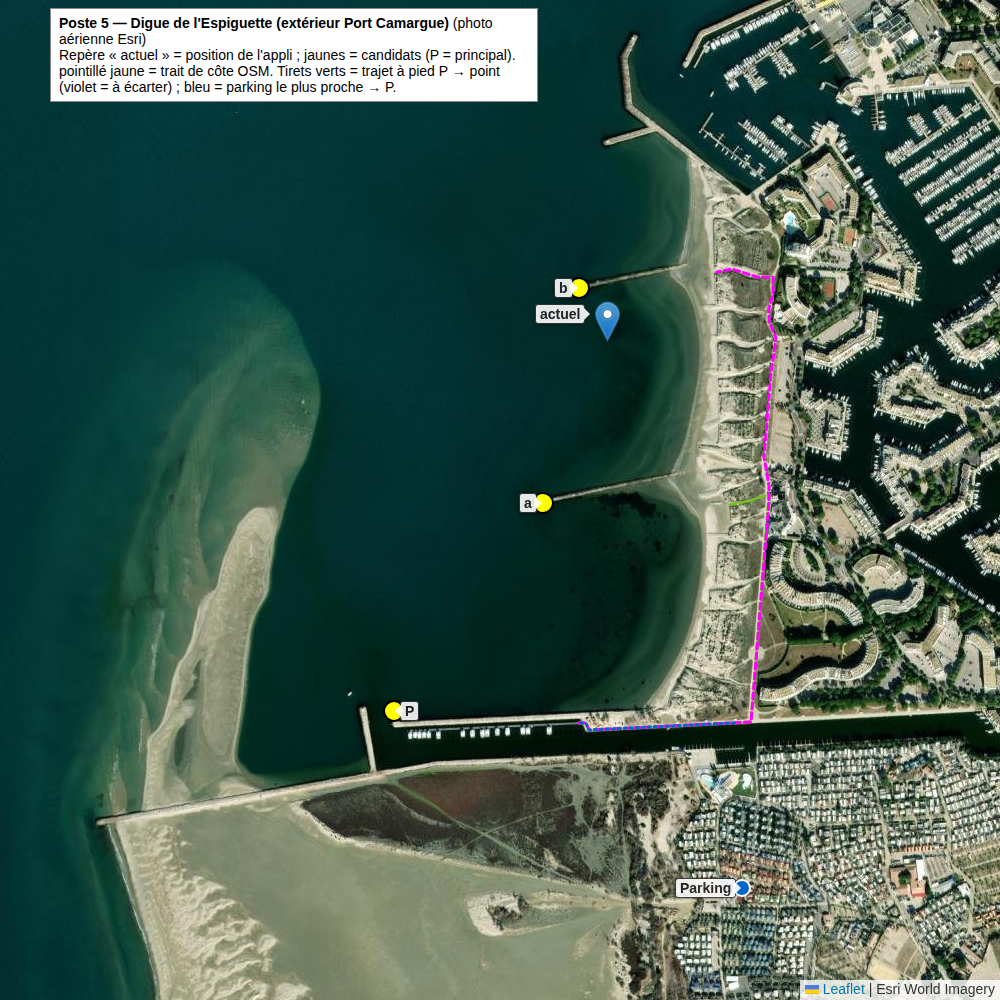 Poste 5 — Digue de l'Espiguette (extérieur Port Camargue) (photo
aérienne Esri)
Repère « actuel » = position de l'appli ; jaunes = candidats (P = principal).
pointillé jaune = trait de côte OSM. Tirets verts = trajet à pied P → point
(violet = à écarter) ; bleu = parking le plus proche → P.
b
actuel
a
P
Parking
Leaflet | Esri World Imagery